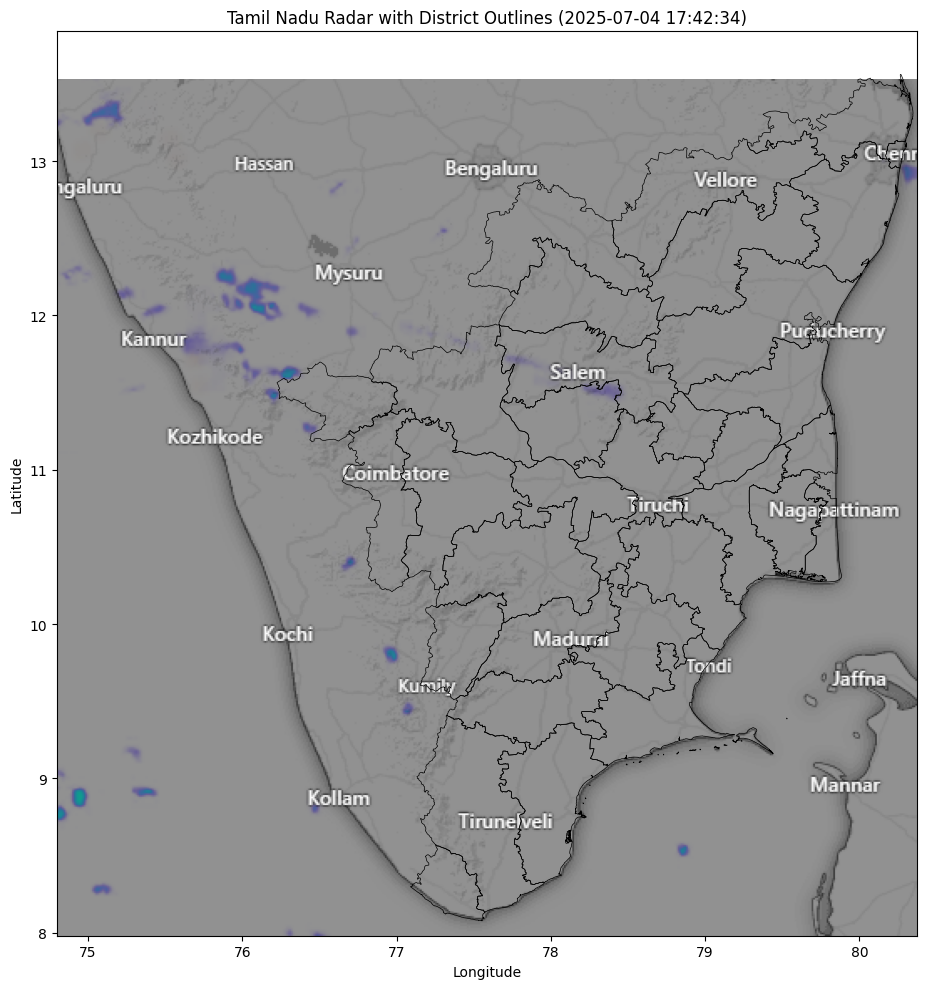 Tamil Nadu Radar with District Outlines (2025-07-04 17:42:34)
13
12
11
10
9
8
Latitude
Hassan
Bengaluru
Chenn
Vellore
ngaluru
Mysuru
Kannur
Puducherry
Salem
Kozhikode
Coimbatore
Tiruchi
Nagapattinam
Kochi
Madurai
Tondi
Kumily
Jaffna
Kollam
Mannar
Tirunelveli
75
76
77
78
79
80
Longitude